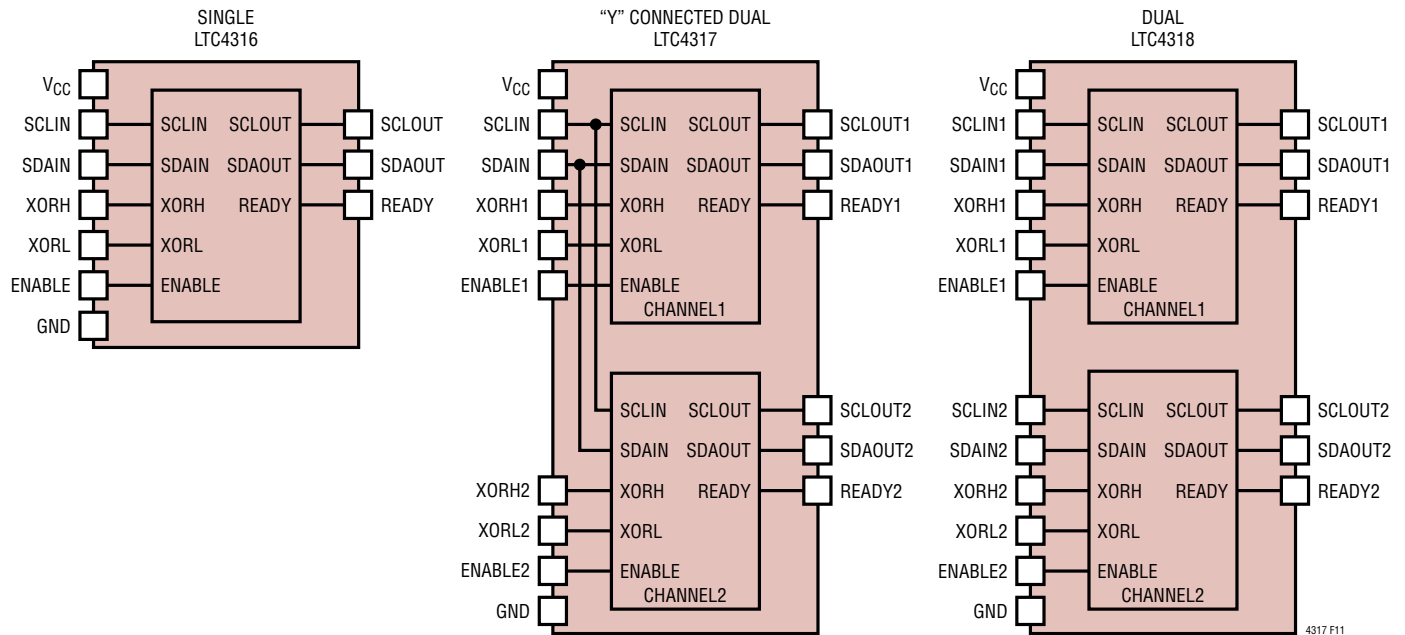 SINGLE
LTC4316
VCC
SCLIN
SDAIN
XORH
XORL
ENABLE
GND
SCLIN SCLOUT
SDAIN SDAOUT
XORH READY
XORL
ENABLE
SCLOUT
SDAOUT
READY
“Y” CONNECTED DUAL
LTC4317
VCC
SCLIN
SDAIN
XORH1
XORL1
ENABLE1
SCLIN SCLOUT
SDAIN SDAOUT
XORH READY
XORL
ENABLE
CHANNEL1
SCLOUT1
SDAOUT1
READY1
XORH2
XORL2
ENABLE2
GND
SCLIN SCLOUT
SDAIN SDAOUT
XORH READY
XORL
ENABLE
CHANNEL2
SCLOUT2
SDAOUT2
READY2
DUAL
LTC4318
VCC
SCLIN1
SDAIN1
XORH1
XORL1
ENABLE1
SCLIN SCLOUT
SDAIN SDAOUT
XORH READY
XORL
ENABLE
CHANNEL1
SCLOUT1
SDAOUT1
READY1
SCLIN2
SDAIN2
XORH2
XORL2
ENABLE2
GND
SCLIN SCLOUT
SDAIN SDAOUT
XORH READY
XORL
ENABLE
CHANNEL2
SCLOUT2
SDAOUT2
READY2
4317 F11